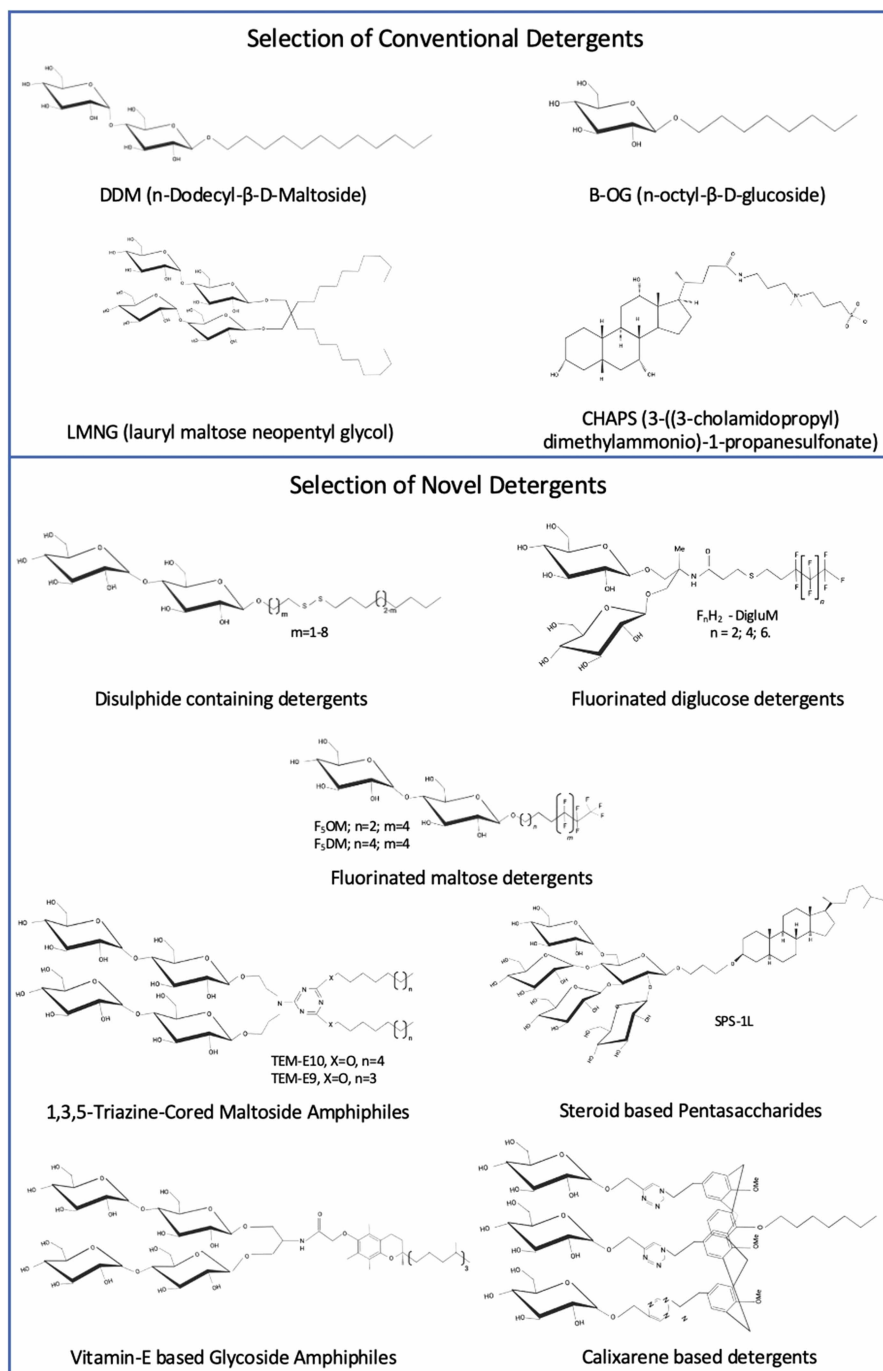 Selection of Conventional Detergents
DDM (n-Dodecyl-β-D-Maltoside)
B-OG (n-octyl-β-D-glucoside)
LMNG (lauryl maltose neopentyl glycol)
CHAPS (3-((3-cholamidopropyl)
dimethylammonio)-1-propanesulfonate)
Selection of Novel Detergents
m=1-8
Disulphide containing detergents
FₙH₂ - DigluM
n = 2; 4; 6.
Fluorinated diglucose detergents
F₅OM; n=2; m=4
F₅DM; n=4; m=4
Fluorinated maltose detergents
TEM-E10, X=O, n=4
TEM-E9, X=O, n=3
1,3,5-Triazine-Cored Maltoside Amphiphiles
SPS-1L
Steroid based Pentasaccharides
Vitamin-E based Glycoside Amphiphiles
Calixarene based detergents